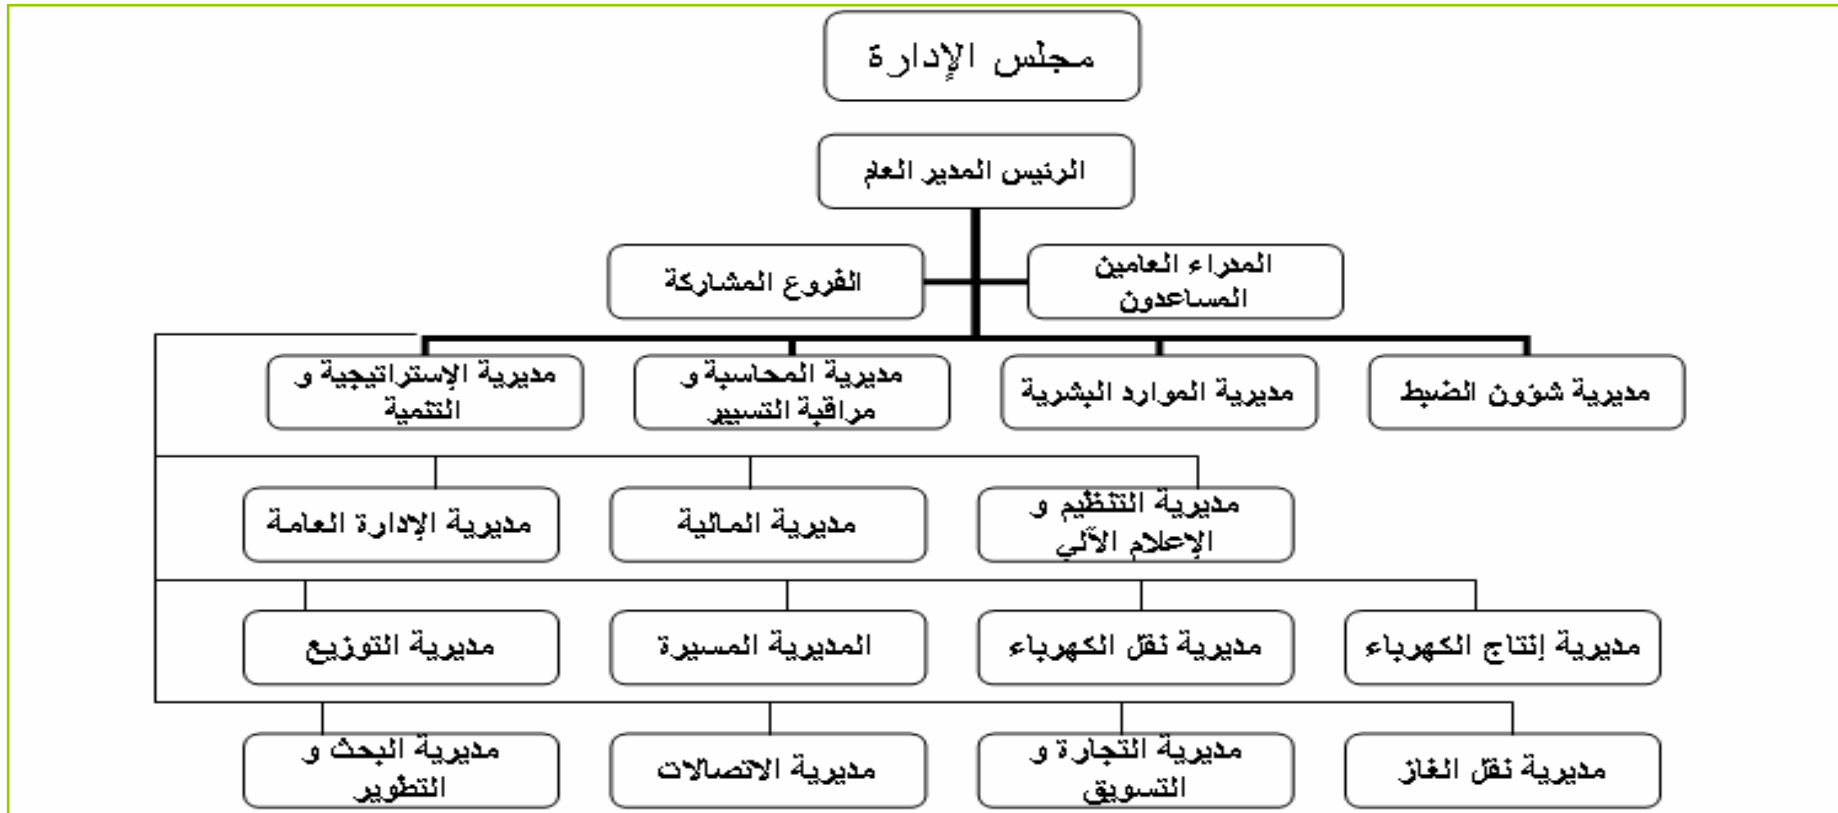 مجلس الإدارة
الرئيس المدير العام
المدراء العامين
المساعدون
الفروع المشاركة
مديرية شؤون الضبط
مديرية الموارد البشرية
مديرية المحاسبة و
مراقبة التسيير
مديرية الإستراتيجية و
التنمية
مديرية التنظيم و
الإعلام الآلي
مديرية المالية
مديرية الإدارة العامة
مديرية إنتاج الكهرباء
مديرية نقل الكهرباء
المديرية المسيرة
مديرية التوزيع
مديرية نقل الغاز
مديرية التجارة و
التسويق
مديرية الاتصالات
مديرية البحث و
التطوير